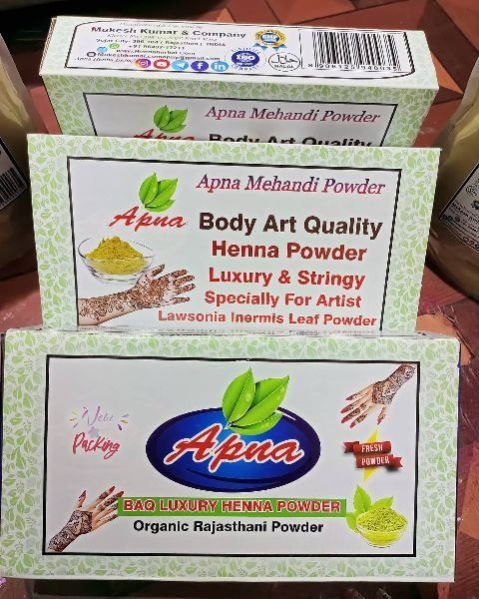 Mukesh Kumar & Company
ISO
HALAL
Apna Mehandi Powder
Apna
Body Art Quality
Apna Mehandi Powder
Apna
Body Art Quality
Henna Powder
Luxury & Stringy
Specially For Artist
Lawsonia Inermis Leaf Powder
New
Packing
Apna
FRESH
POWDER
BAQ LUXURY HENNA POWDER
Organic Rajasthani Powder